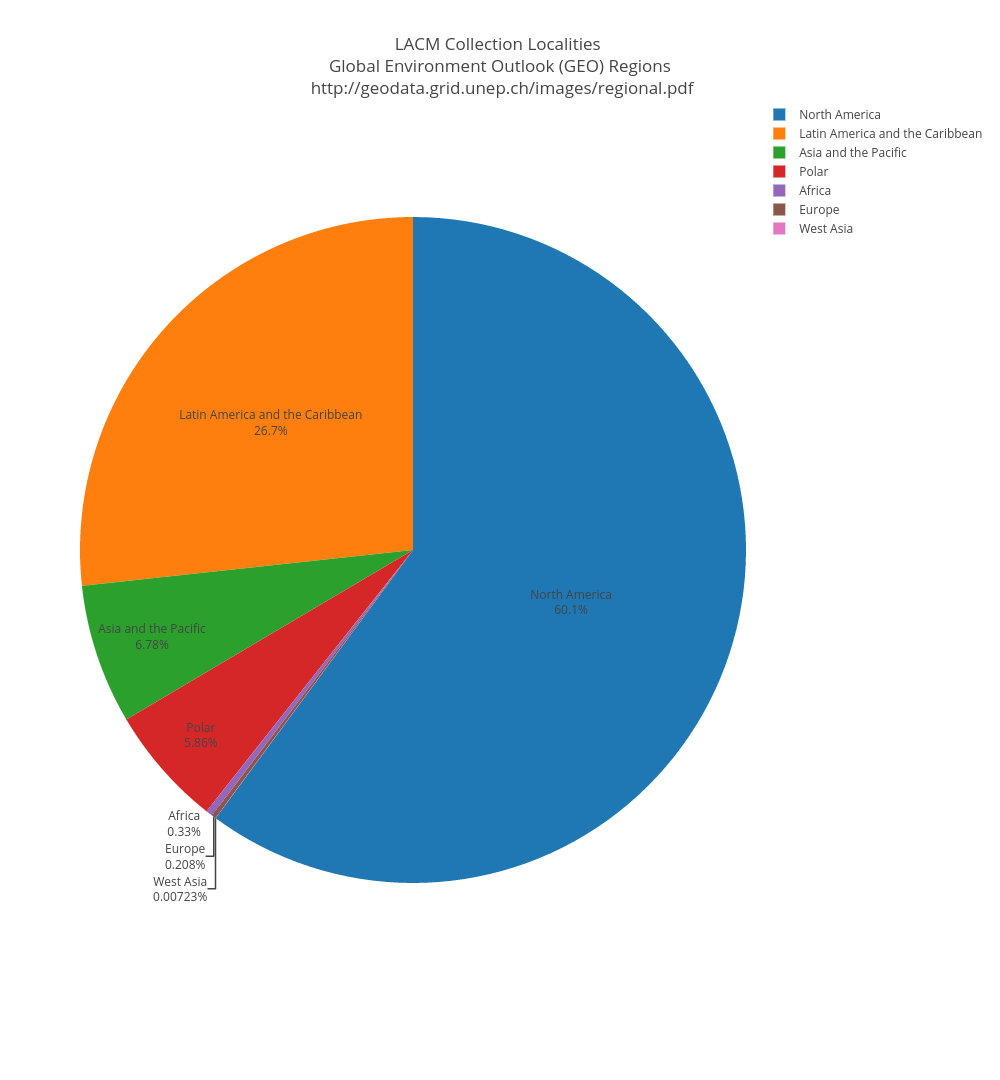 LACM Collection Localities
Global Environment Outlook (GEO) Regions
http://geodata.grid.unep.ch/images/regional.pdf
North America
Latin America and the Caribbean
Asia and the Pacific
Polar
Africa
Europe
West Asia
Latin America and the Caribbean
26.7%
North America
60.1%
Asia and the Pacific
6.78%
Polar
5.86%
Africa
0.33%
Europe
0.208%
West Asia
0.00723%